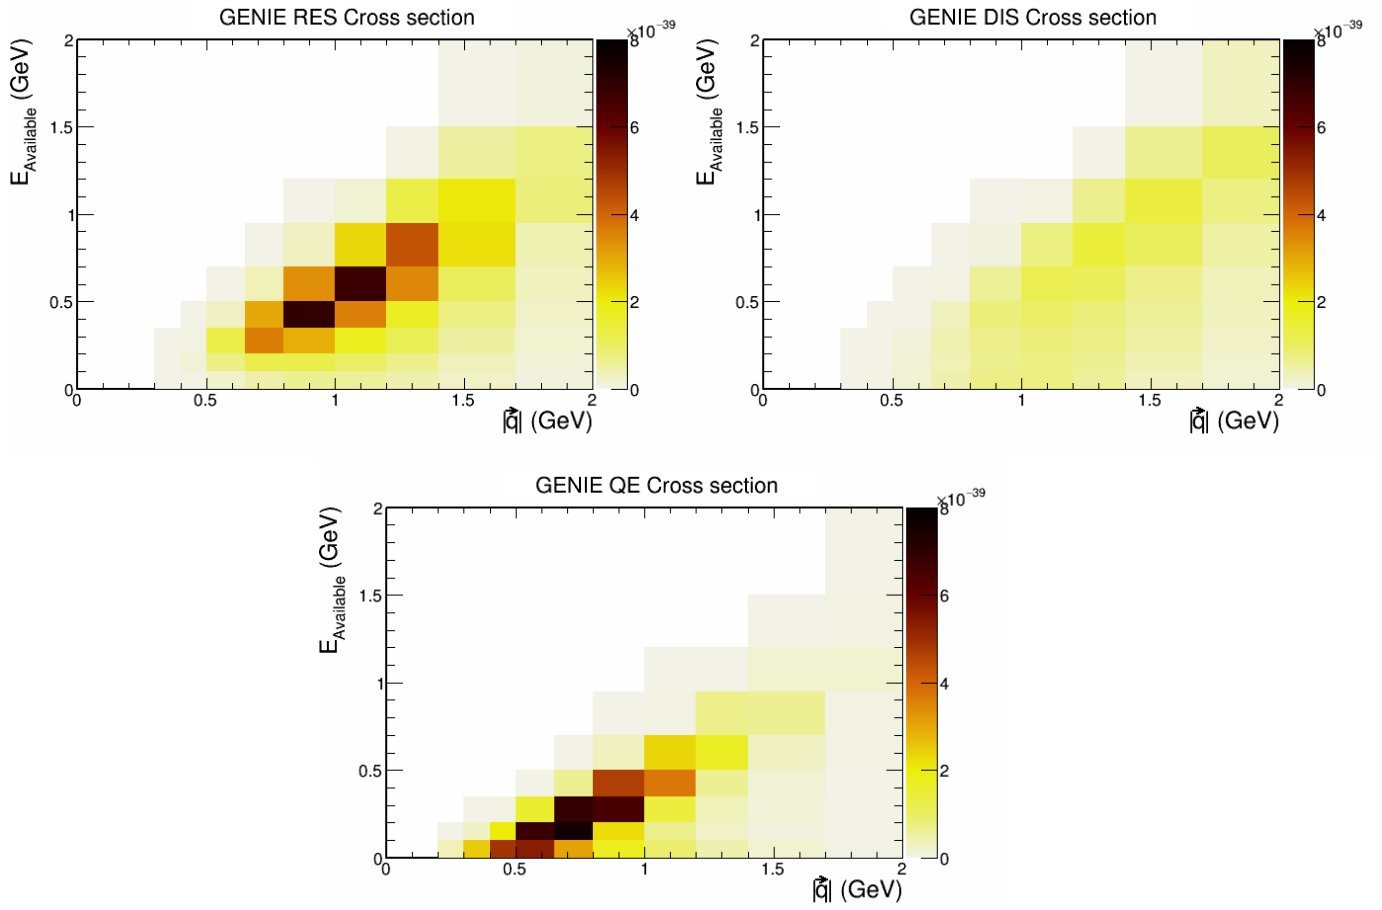 GENIE RES Cross section
×10⁻³⁹
E_Available (GeV)
2
1.5
1
0.5
0
0 0.5 1 1.5 2
|q⃗| (GeV)
8
6
4
2
0
GENIE DIS Cross section
×10⁻³⁹
E_Available (GeV)
2
1.5
1
0.5
0
0 0.5 1 1.5 2
|q⃗| (GeV)
8
6
4
2
0
GENIE QE Cross section
×10⁻³⁹
E_Available (GeV)
2
1.5
1
0.5
0
0 0.5 1 1.5 2
|q⃗| (GeV)
8
6
4
2
0